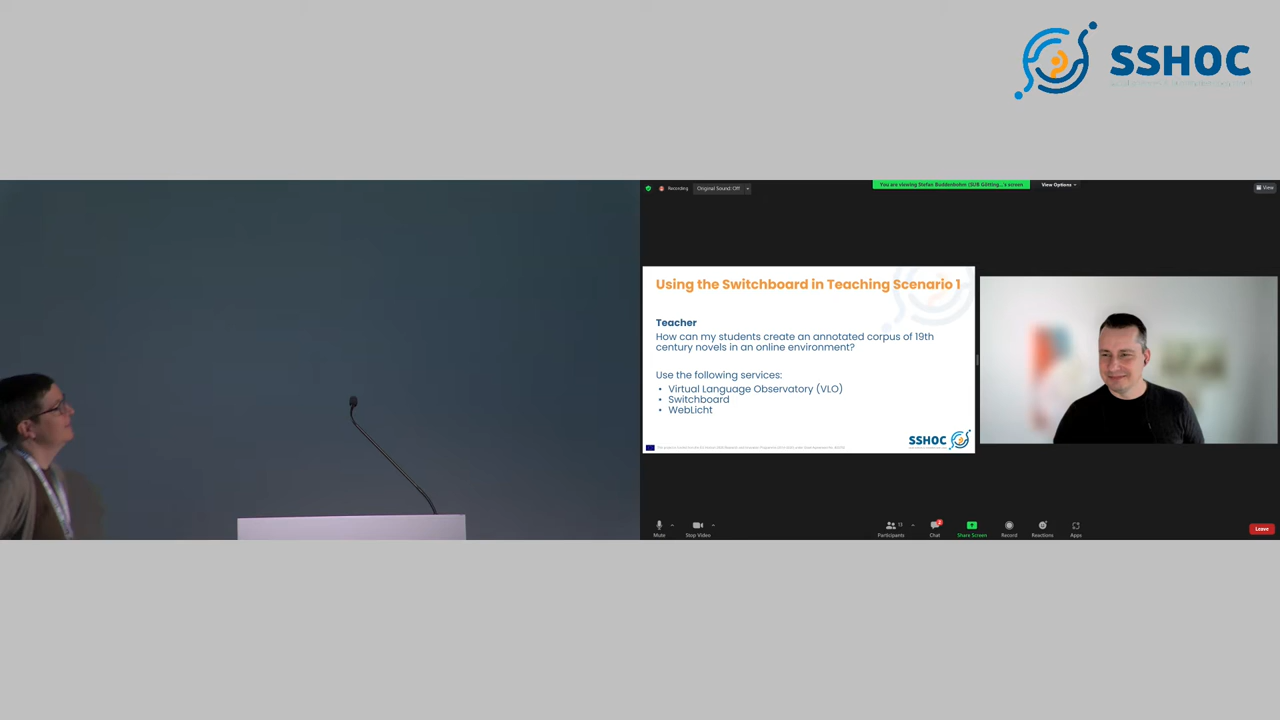 SSHOC
Recording
Original Sound: Off
You are viewing Stefan Buddenbohm (SUB Götting...'s screen
View Options
View
Using the Switchboard in Teaching Scenario 1
Teacher
How can my students create an annotated corpus of 19th
century novels in an online environment?
Use the following services:
• Virtual Language Observatory (VLO)
• Switchboard
• WebLicht
SSHOC
Mute
Stop Video
Participants
13
Chat
Share Screen
Record
Reactions
Apps
Leave